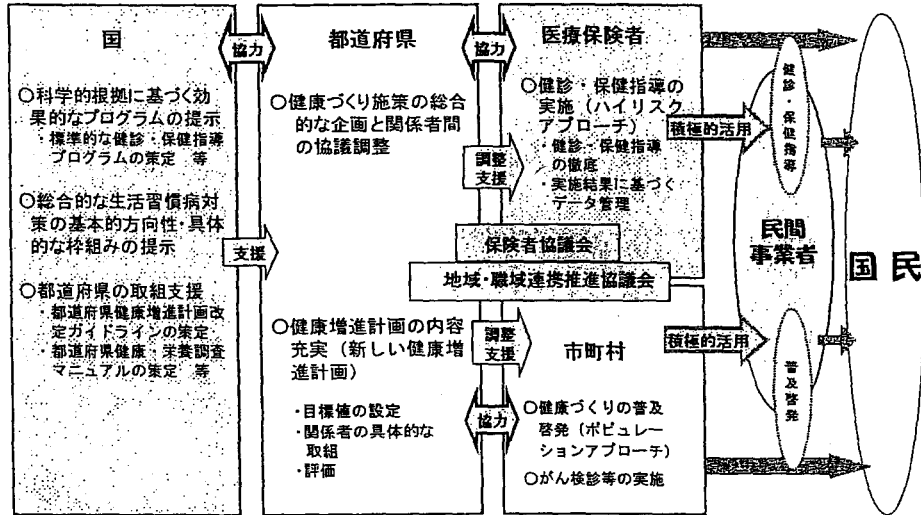 国
○科学的根拠に基づく効
果的なプログラムの提示
・標準的な健診・保健指導
プログラムの策定 等
○総合的な生活習慣病対
策の基本的方向性・具体
的な枠組みの提示
○都道府県の取組支援
・都道府県健康増進計画改
定ガイドラインの策定
・都道府県健康・栄養調査
マニュアルの策定 等
協力
支援
都道府県
○健康づくり施策の総合
的な企画と関係者間
の協議調整
○健康増進計画の内容
充実（新しい健康増
進計画）
・目標値の設定
・関係者の具体的な
取組
・評価
協力
調整
支援
保険者協議会
地域・職域連携推進協議会
調整
支援
協力
医療保険者
○健診・保健指導の
実施（ハイリスク
アプローチ）
・健診・保健指導
の徹底
・実施結果に基づく
データ管理
市町村
○健康づくりの普及
啓発（ポピュレー
ションアプローチ）
○がん検診等の実施
積極的活用
積極的活用
健診・保健指導
民間
事業者
普及啓発
国民